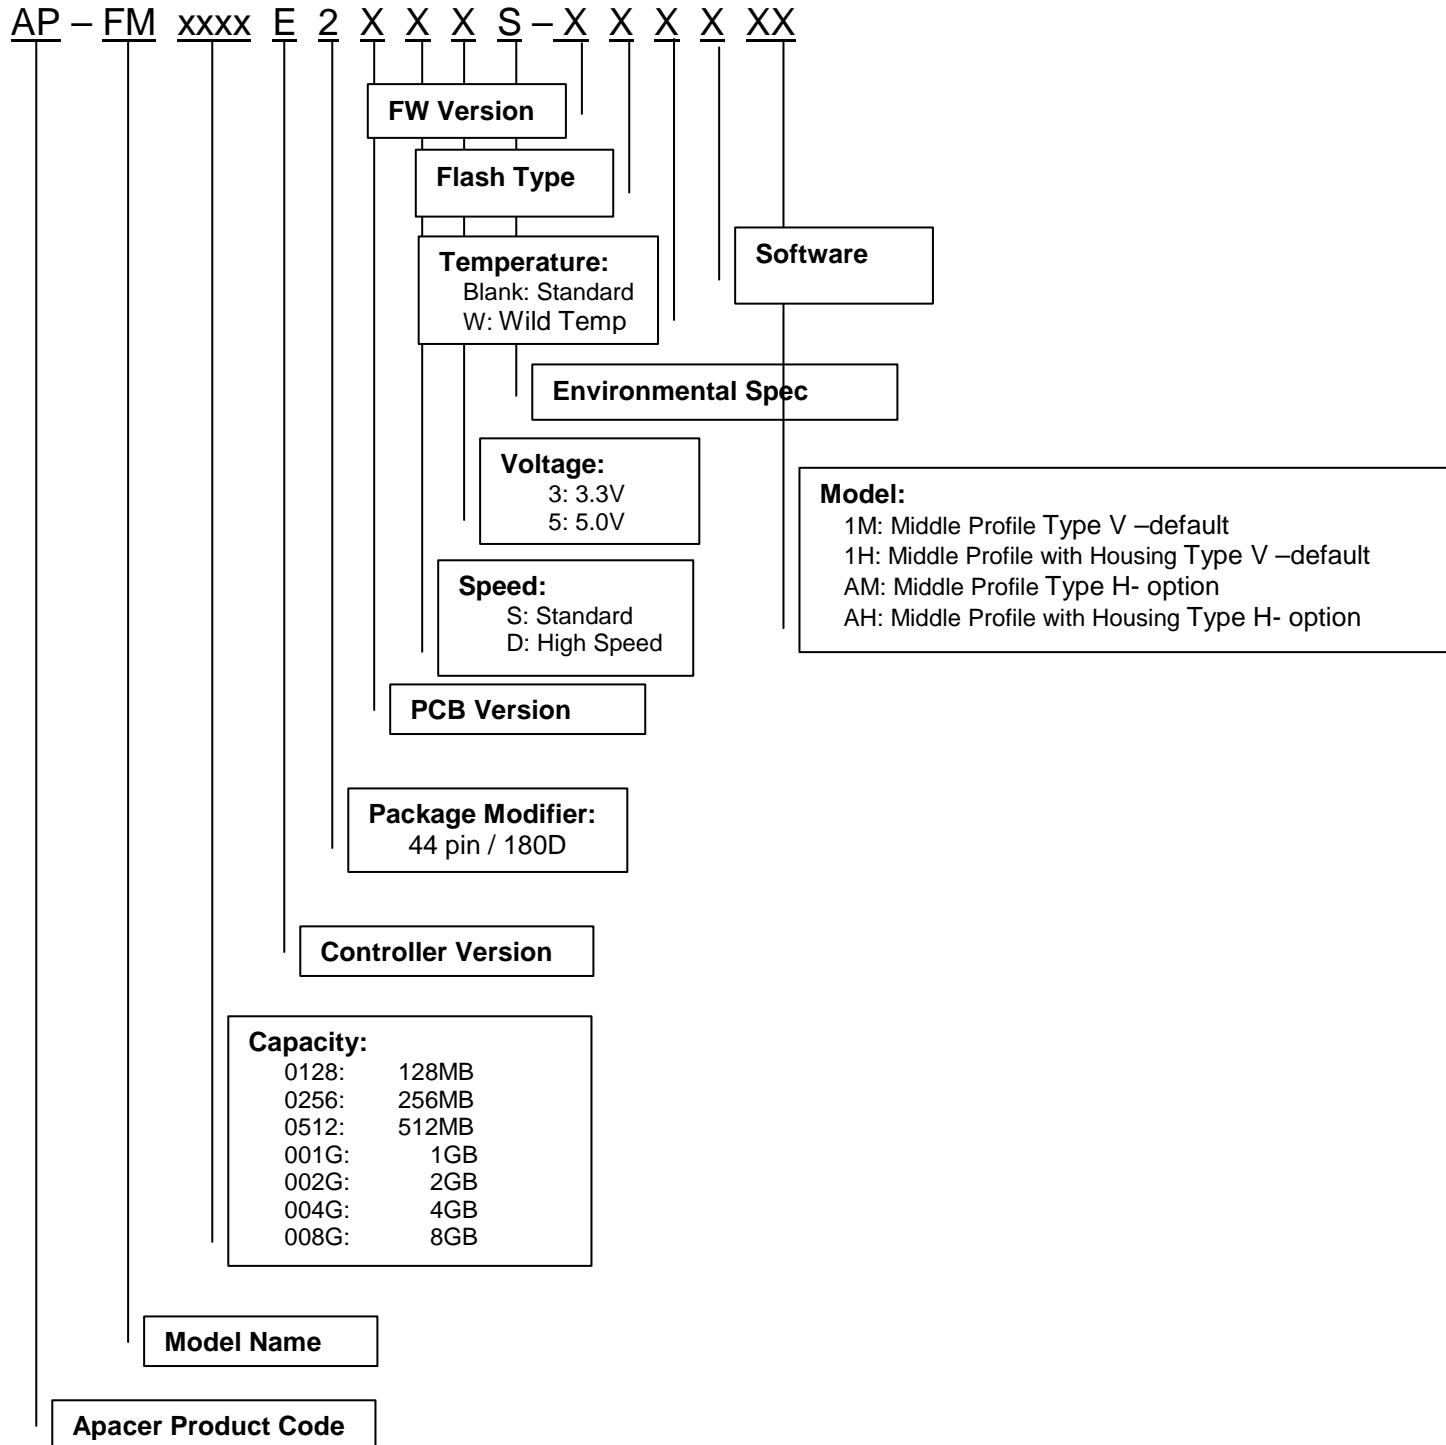 AP – FM xxxx E 2 X X X S – X X X X XX
FW Version
Flash Type
Temperature:
Blank: Standard
W: Wild Temp
Software
Environmental Spec
Voltage:
3: 3.3V
5: 5.0V
Model:
1M: Middle Profile Type V –default
1H: Middle Profile with Housing Type V –default
AM: Middle Profile Type H- option
AH: Middle Profile with Housing Type H- option
Speed:
S: Standard
D: High Speed
PCB Version
Package Modifier:
44 pin / 180D
Controller Version
Capacity:
0128: 128MB
0256: 256MB
0512: 512MB
001G: 1GB
002G: 2GB
004G: 4GB
008G: 8GB
Model Name
Apacer Product Code